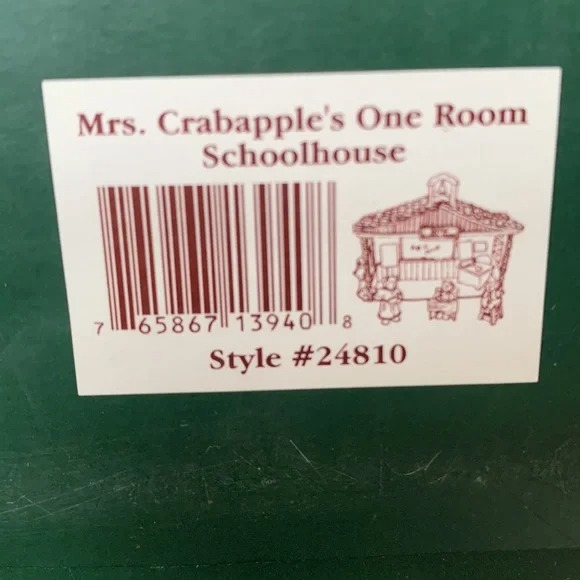 Mrs. Crabapple's One Room
Schoolhouse
7 65867 13940 8
Style #24810